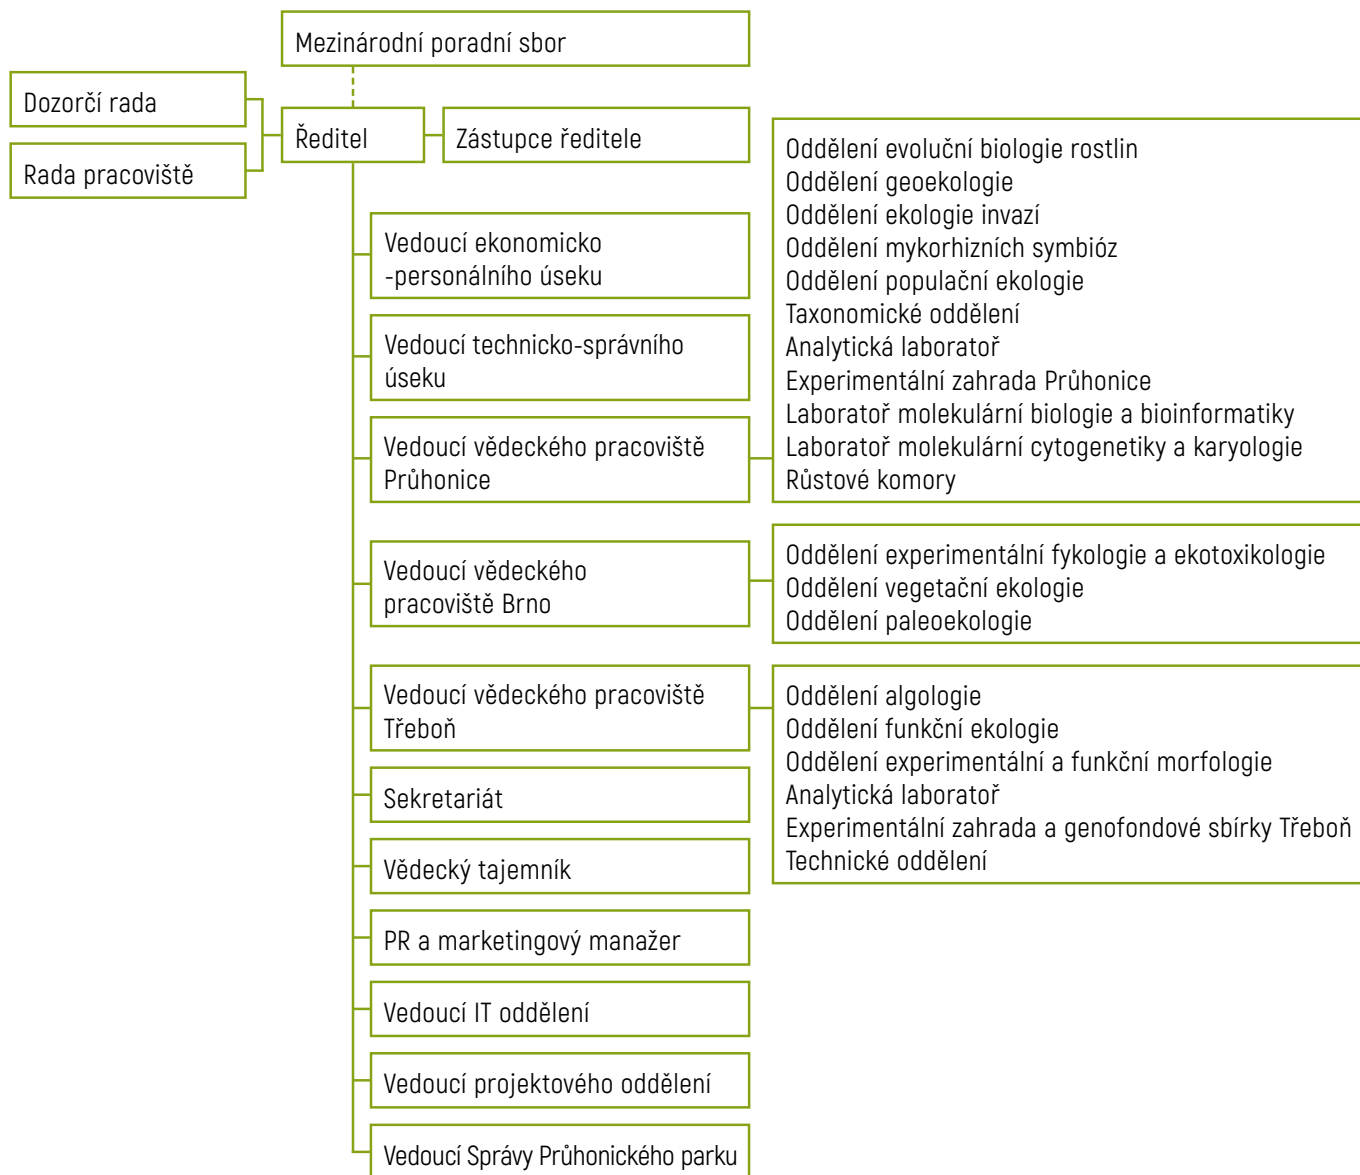 Mezinárodní poradní sbor
Dozorčí rada
Rada pracoviště
Ředitel
Zástupce ředitele
Vedoucí ekonomicko
-personálního úseku
Vedoucí technicko-správního
úseku
Vedoucí vědeckého pracoviště
Průhonice
Oddělení evoluční biologie rostlin
Oddělení geoekologie
Oddělení ekologie invazí
Oddělení mykorhizních symbióz
Oddělení populační ekologie
Taxonomické oddělení
Analytická laboratoř
Experimentální zahrada Průhonice
Laboratoř molekulární biologie a bioinformatiky
Laboratoř molekulární cytogenetiky a karyologie
Růstové komory
Vedoucí vědeckého
pracoviště Brno
Oddělení experimentální fykologie a ekotoxikologie
Oddělení vegetační ekologie
Oddělení paleoekologie
Vedoucí vědeckého pracoviště
Třeboň
Oddělení algologie
Oddělení funkční ekologie
Oddělení experimentální a funkční morfologie
Analytická laboratoř
Experimentální zahrada a genofondové sbírky Třeboň
Technické oddělení
Sekretariát
Vědecký tajemník
PR a marketingový manažer
Vedoucí IT oddělení
Vedoucí projektového oddělení
Vedoucí Správy Průhonického parku